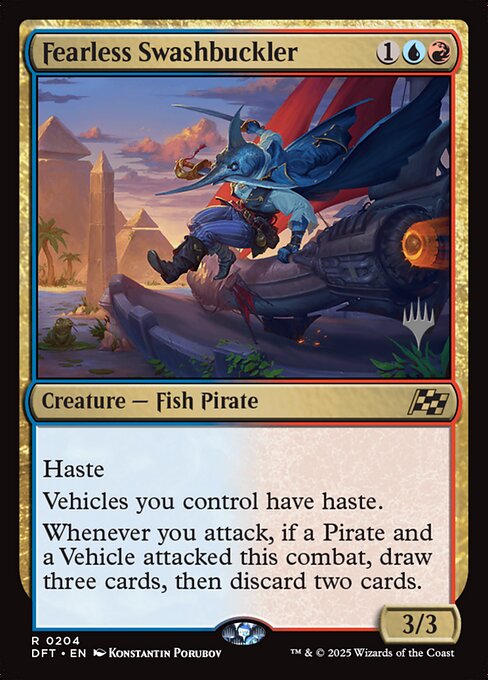 Fearless Swashbuckler 1
Creature — Fish Pirate
Haste
Vehicles you control have haste.
Whenever you attack, if a Pirate and
a Vehicle attacked this combat, draw
three cards, then discard two cards.
3/3
R 0204
DFT • EN Konstantin Porubov
™ & © 2025 Wizards of the Coast